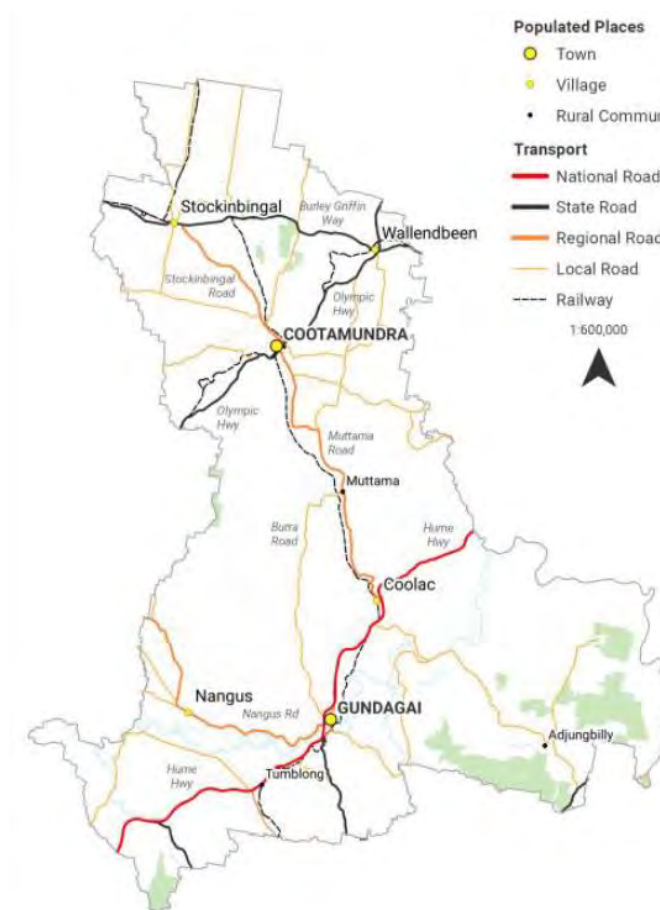 Populated Places
Town
Village
Rural Commun
Transport
National Road
State Road
Regional Road
Local Road
Railway
1:600,000
Stockinbingal
Burley Griffin
Way
Wallendbeen
Stockinbingal
Road
Olympic
Hwy
COOTAMUNDRA
Olympic
Hwy
Muttama
Road
Muttama
Burra
Road
Hume
Hwy
Coolac
Nangus
Nangus Rd
GUNDAGAI
Adjungbilly
Hume
Hwy
Tumblong